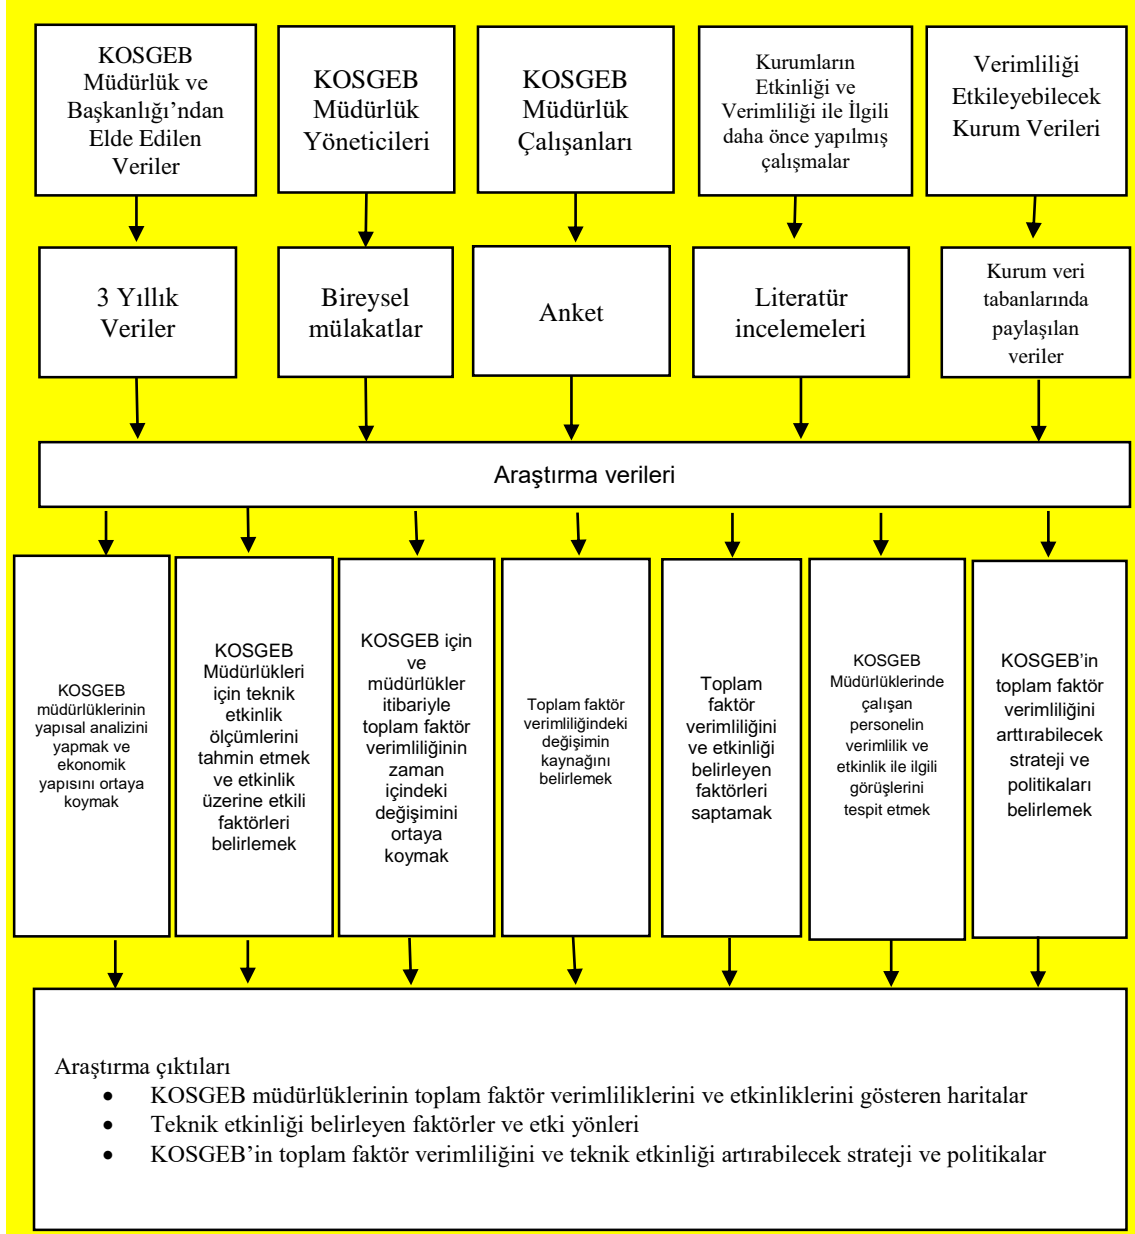 KOSGEB
Müdürlük ve
Başkanlığı’ndan
Elde Edilen
Veriler
KOSGEB
Müdürlük
Yöneticileri
KOSGEB
Müdürlük
Çalışanları
Kurumların
Etkinliği ve
Verimliliği ile İlgili
daha önce yapılmış
çalışmalar
Verimliliği
Etkileyebilecek
Kurum Verileri
3 Yıllık
Veriler
Bireysel
mülakatlar
Anket
Literatür
incelemeleri
Kurum veri
tabanlarında
paylaşılan
veriler
Araştırma verileri
KOSGEB
müdürlüklerinin
yapısal analizini
yapmak ve
ekonomik
yapısını ortaya
koymak
KOSGEB
Müdürlükleri
için teknik
etkinlik
ölçümlerini
tahmin etmek
ve etkinlik
üzerine etkili
faktörleri
belirlemek
KOSGEB için
ve
müdürlükler
itibariyle
toplam faktör
verimliliğinin
zaman
içindeki
değişimini
ortaya
koymak
Toplam faktör
verimliliğindeki
değişimin
kaynağını
belirlemek
Toplam
faktör
verimliliğini
ve etkinliği
belirleyen
faktörleri
saptamak
KOSGEB
Müdürlüklerinde
çalışan
personelin
verimlilik ve
etkinlik ile ilgili
görüşlerini
tespit etmek
KOSGEB’in
toplam faktör
verimliliğini
arttırabilecek
strateji ve
politikaları
belirlemek
Araştırma çıktıları
• KOSGEB müdürlüklerinin toplam faktör verimliliklerini ve etkinliklerini gösteren haritalar
• Teknik etkinliği belirleyen faktörler ve etki yönleri
• KOSGEB’in toplam faktör verimliliğini ve teknik etkinliği artırabilecek strateji ve politikalar